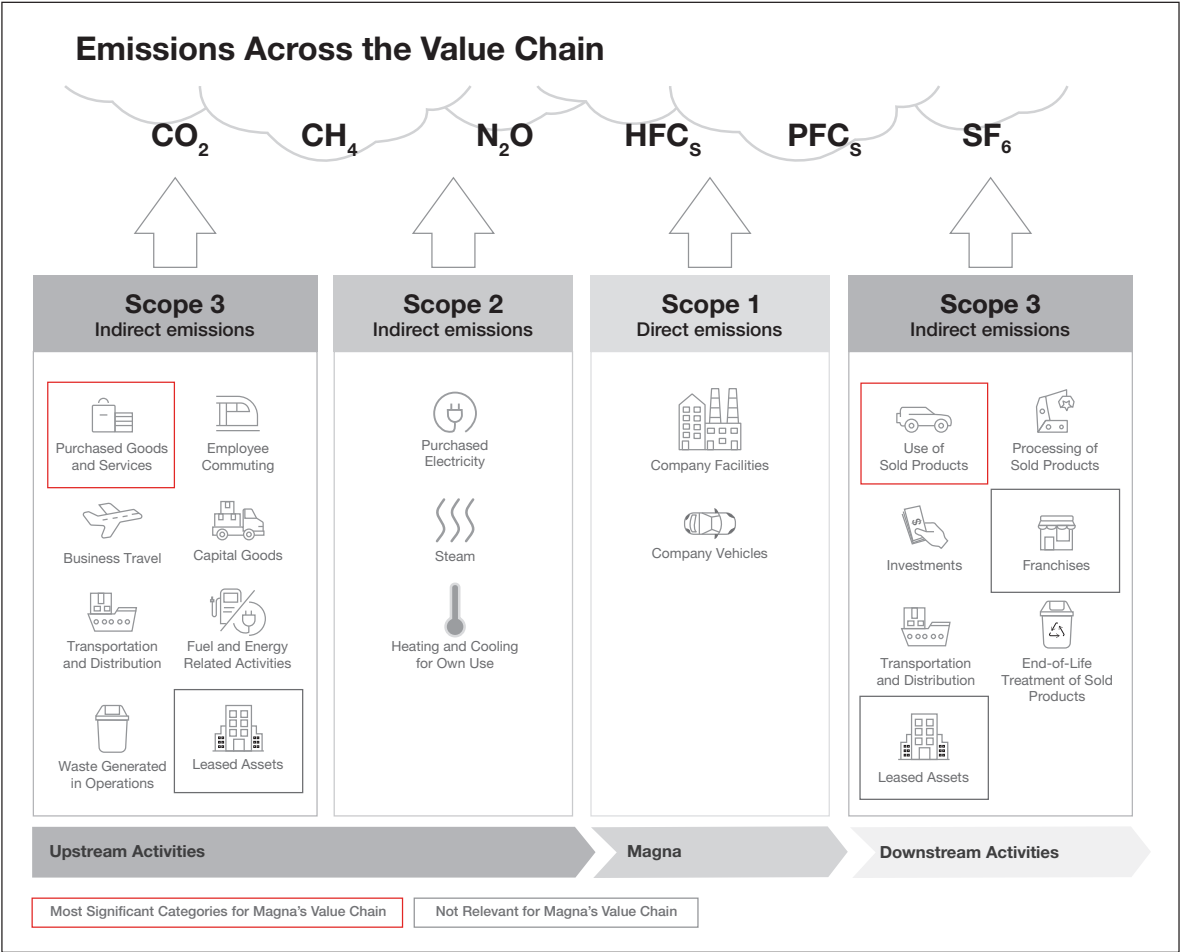 Emissions Across the Value Chain
CO2
CH4
N2O
HFCS
PFCS
SF6
Scope 3
Indirect emissions
Purchased Goods
and Services
Employee
Commuting
Business Travel
Capital Goods
Transportation
and Distribution
Fuel and Energy
Related Activities
Waste Generated
in Operations
Leased Assets
Scope 2
Indirect emissions
Purchased
Electricity
Steam
Heating and Cooling
for Own Use
Scope 1
Direct emissions
Company Facilities
Company Vehicles
Scope 3
Indirect emissions
Use of
Sold Products
Processing of
Sold Products
Investments
Franchises
Transportation
and Distribution
End-of-Life
Treatment of Sold
Products
Leased Assets
Upstream Activities
Magna
Downstream Activities
Most Significant Categories for Magna's Value Chain
Not Relevant for Magna's Value Chain